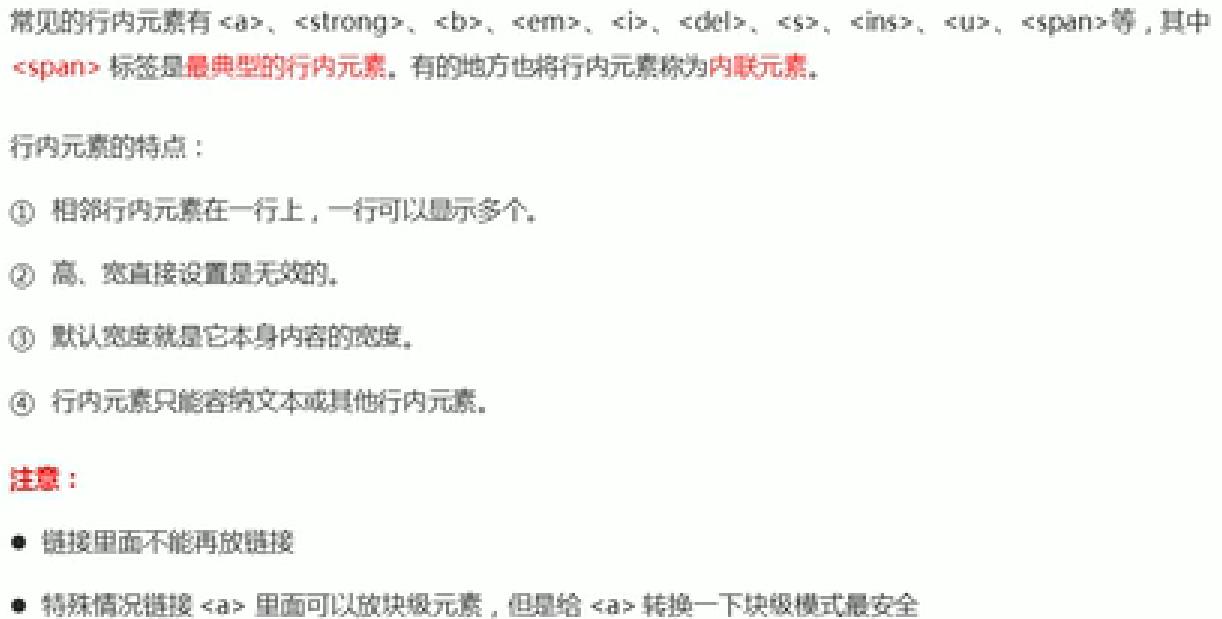 常见的行内元素有 <a>、<strong>、<b>、<em>、<i>、<del>、<s>、<ins>、<u>、<span>等，其中
<span> 标签是最典型的行内元素。有的地方也将行内元素称为内联元素。
行内元素的特点：
① 相邻行内元素在一行上，一行可以显示多个。
② 高、宽直接设置是无效的。
③ 默认宽度就是它本身内容的宽度。
④ 行内元素只能容纳文本或其他行内元素。
注意：
● 链接里面不能再放链接
● 特殊情况链接 <a> 里面可以放块级元素，但是给 <a> 转换一下块级模式最安全